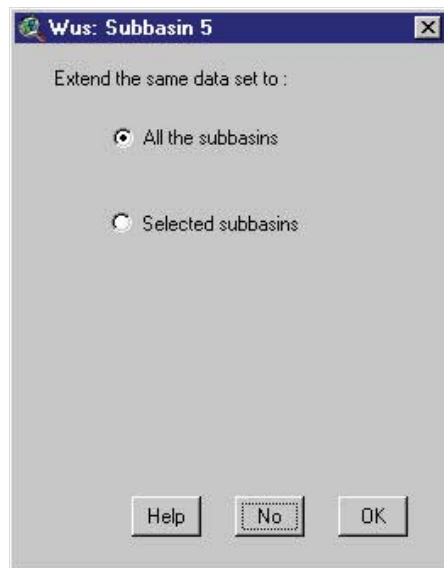 Wus: Subbasin 5
Extend the same data set to :
All the subbasins
Selected subbasins
Help No OK